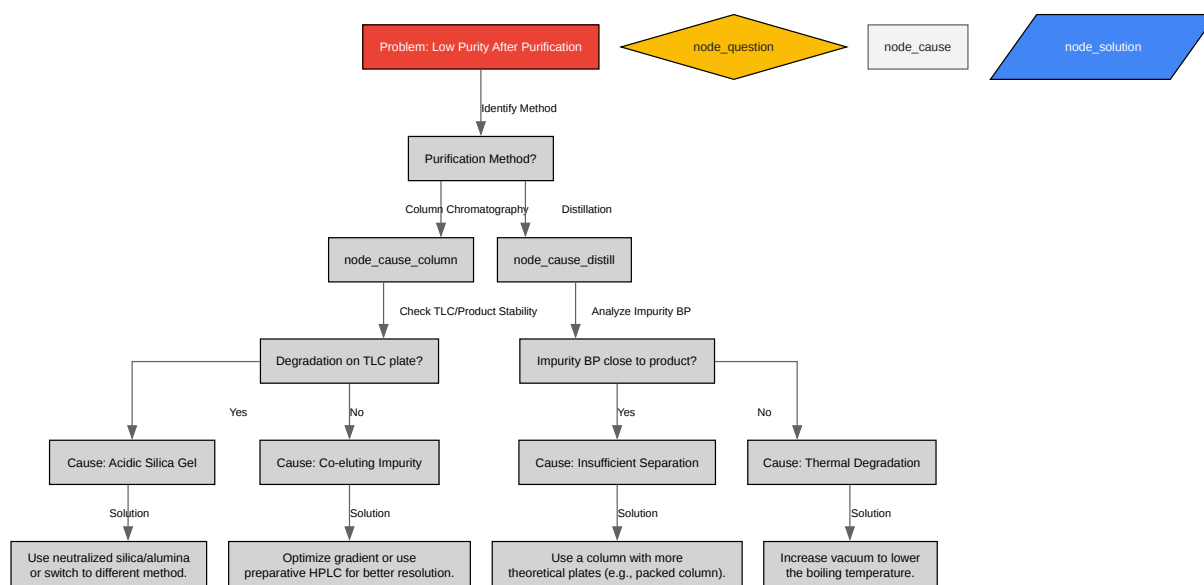 Problem: Low Purity After Purification
node_question
node_cause
node_solution
Identify Method
Purification Method?
Column Chromatography
Distillation
node_cause_column
node_cause_distill
Check TLC/Product Stability
Analyze Impurity BP
Degradation on TLC plate?
Impurity BP close to product?
Yes
No
Yes
No
Cause: Acidic Silica Gel
Cause: Co-eluting Impurity
Cause: Insufficient Separation
Cause: Thermal Degradation
Solution
Solution
Solution
Solution
Use neutralized silica/alumina
or switch to different method.
Optimize gradient or use
preparative HPLC for better resolution.
Use a column with more
theoretical plates (e.g., packed column).
Increase vacuum to lower
the boiling temperature.